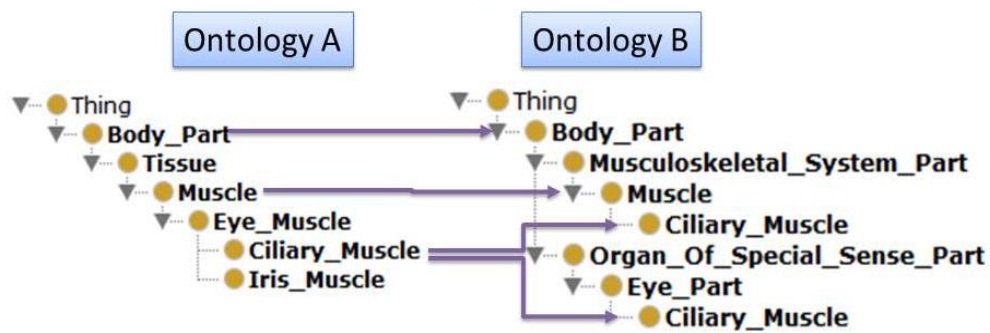 Ontology A
Thing
Body_Part
Tissue
Muscle
Eye_Muscle
Ciliary_Muscle
Iris_Muscle
Ontology B
Thing
Body_Part
Musculoskeletal_System_Part
Muscle
Ciliary_Muscle
Organ_Of_Special_Sense_Part
Eye_Part
Ciliary_Muscle